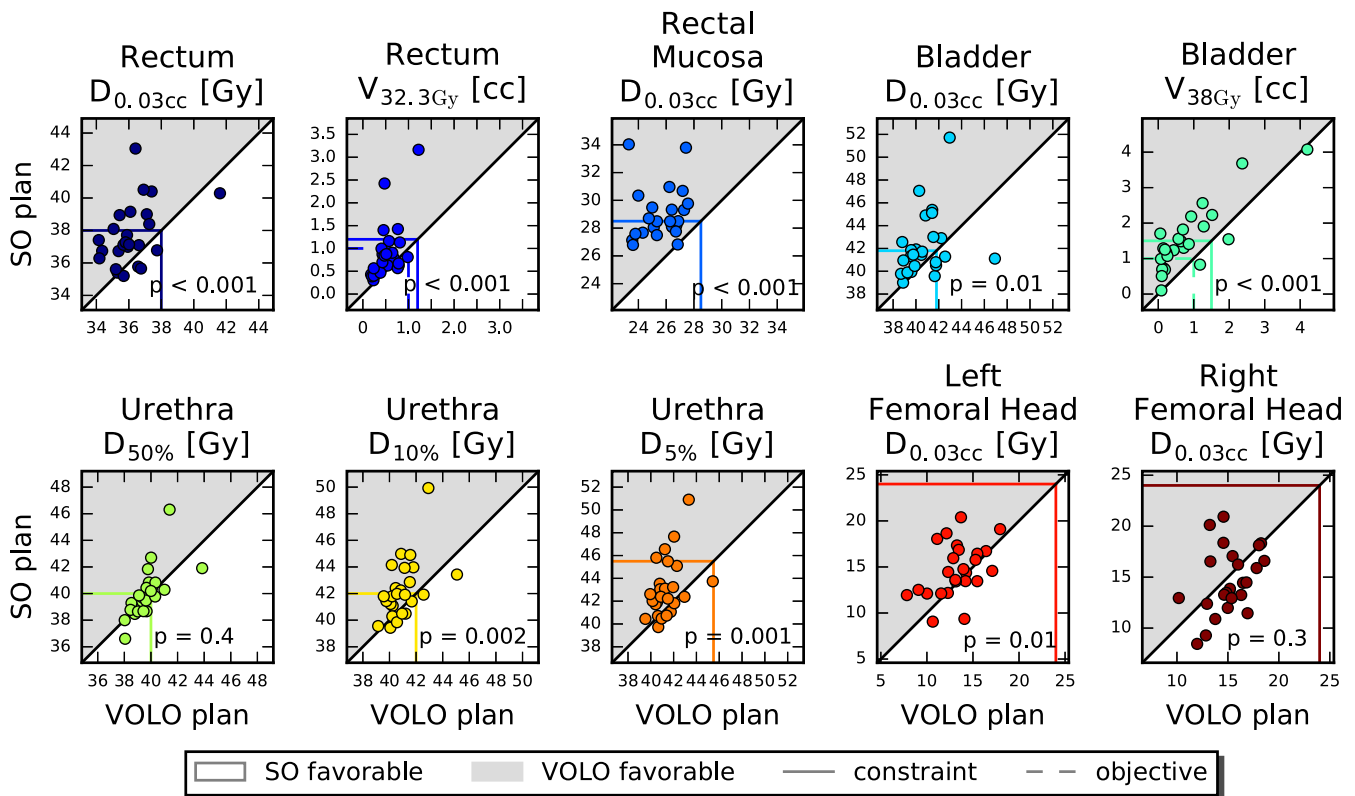 Rectum
D0.03cc [Gy]
Rectum
V32.3Gy [cc]
Rectal
Mucosa
D0.03cc [Gy]
Bladder
D0.03cc [Gy]
Bladder
V38Gy [cc]
SO plan
44
42
40
38
36
34
34 36 38 40 42 44
p < 0.001
3.5
3.0
2.5
2.0
1.5
1.0
0.5
0.0
0 1.0 2.0 3.0
p < 0.001
34
32
30
28
26
24
24 26 28 30 32 34
p < 0.001
52
50
48
46
44
42
40
38
38 40 42 44 46 48 50 52
p = 0.01
4
3
2
1
0
0 1 2 3 4
p < 0.001
Urethra
D50% [Gy]
Urethra
D10% [Gy]
Urethra
D5% [Gy]
Left
Femoral Head
D0.03cc [Gy]
Right
Femoral Head
D0.03cc [Gy]
SO plan
48
46
44
42
40
38
36
36 38 40 42 44 46 48
p = 0.4
VOLO plan
50
48
46
44
42
40
38
38 40 42 44 46 48 50
p = 0.002
VOLO plan
52
50
48
46
44
42
40
38
38 40 42 44 46 48 50 52
p = 0.001
VOLO plan
25
20
15
10
5
5 10 15 20 25
p = 0.01
VOLO plan
25
20
15
10
10 15 20 25
p = 0.3
VOLO plan
SO favorable VOLO favorable constraint objective